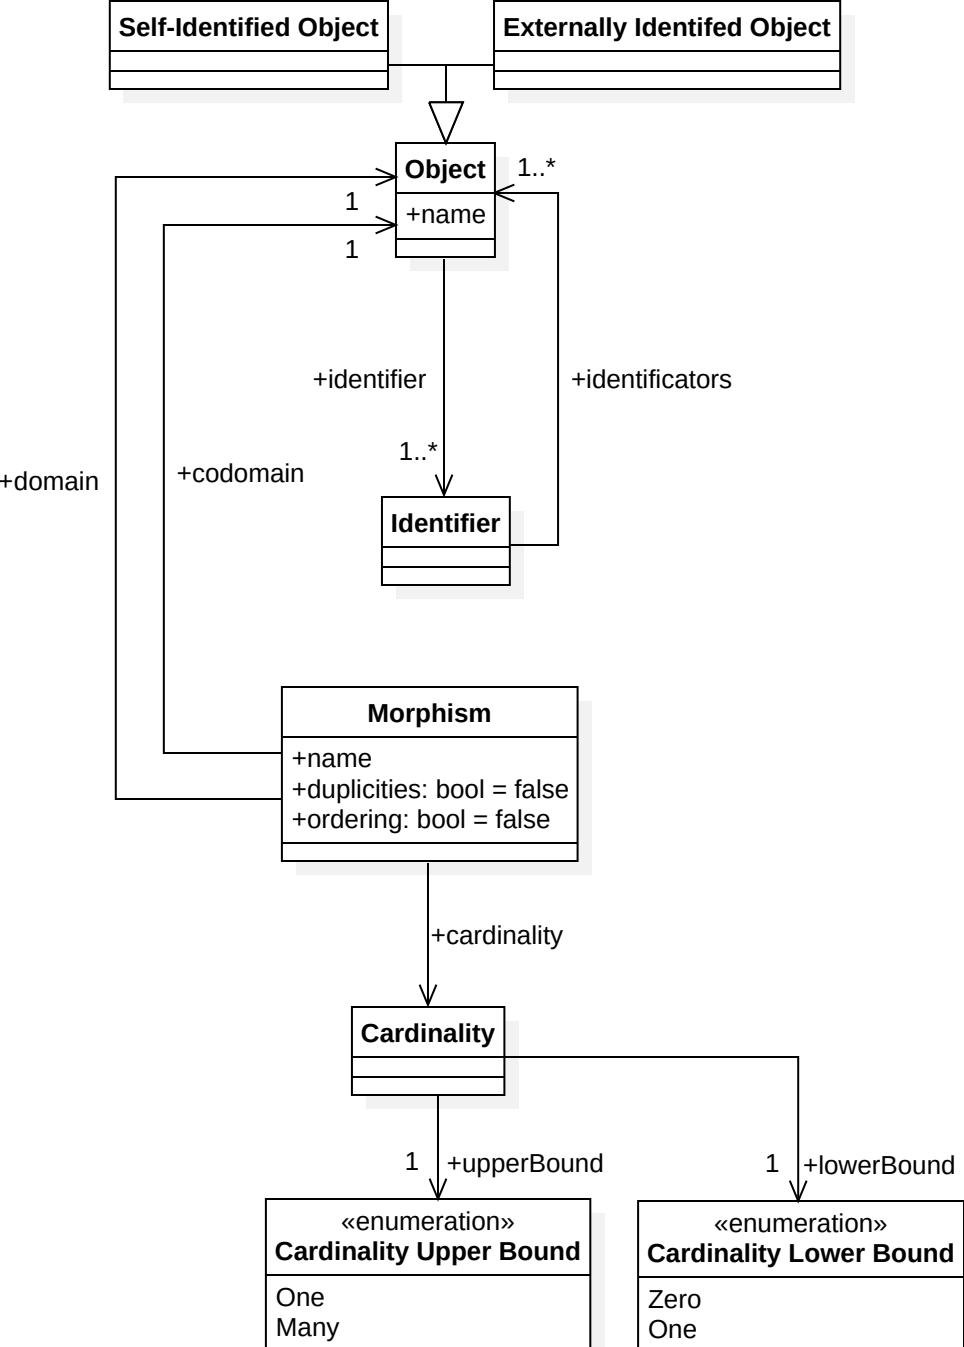 Self-Identified Object
Externally Identifed Object
Object
1..*
+name
1
1
+identifier
+identificators
1..*
+domain
+codomain
Identifier
Morphism
+name
+duplicities: bool = false
+ordering: bool = false
+cardinality
Cardinality
1
+upperBound
1
+lowerBound
«enumeration»
Cardinality Upper Bound
One
Many
«enumeration»
Cardinality Lower Bound
Zero
One